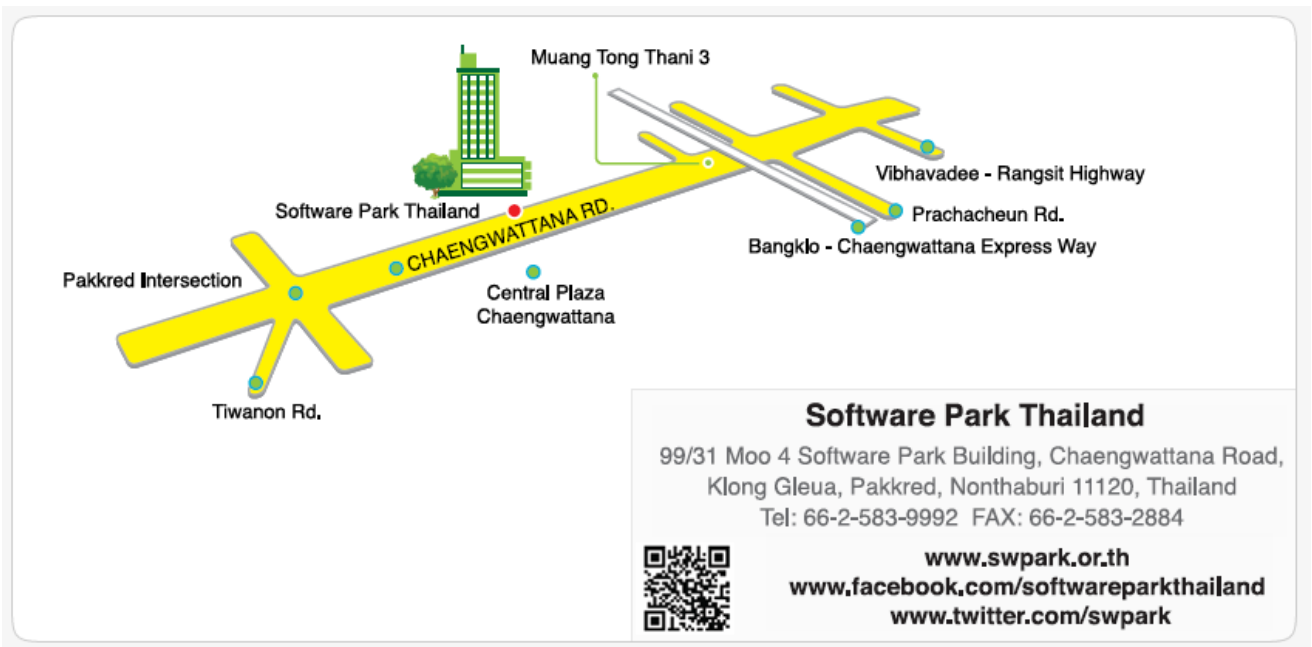 Muang Tong Thani 3
Vibhavadee - Rangsit Highway
Software Park Thailand
CHAENGWATTANA RD.
Prachacheun Rd.
Bangklo - Chaengwattana Express Way
Pakkred Intersection
Central Plaza
Chaengwattana
Tiwanon Rd.
Software Park Thailand
99/31 Moo 4 Software Park Building, Chaengwattana Road,
Klong Gleua, Pakkred, Nonthaburi 11120, Thailand
Tel: 66-2-583-9992 FAX: 66-2-583-2884
www.swpark.or.th
www.facebook.com/softwareparkthailand
www.twitter.com/swpark